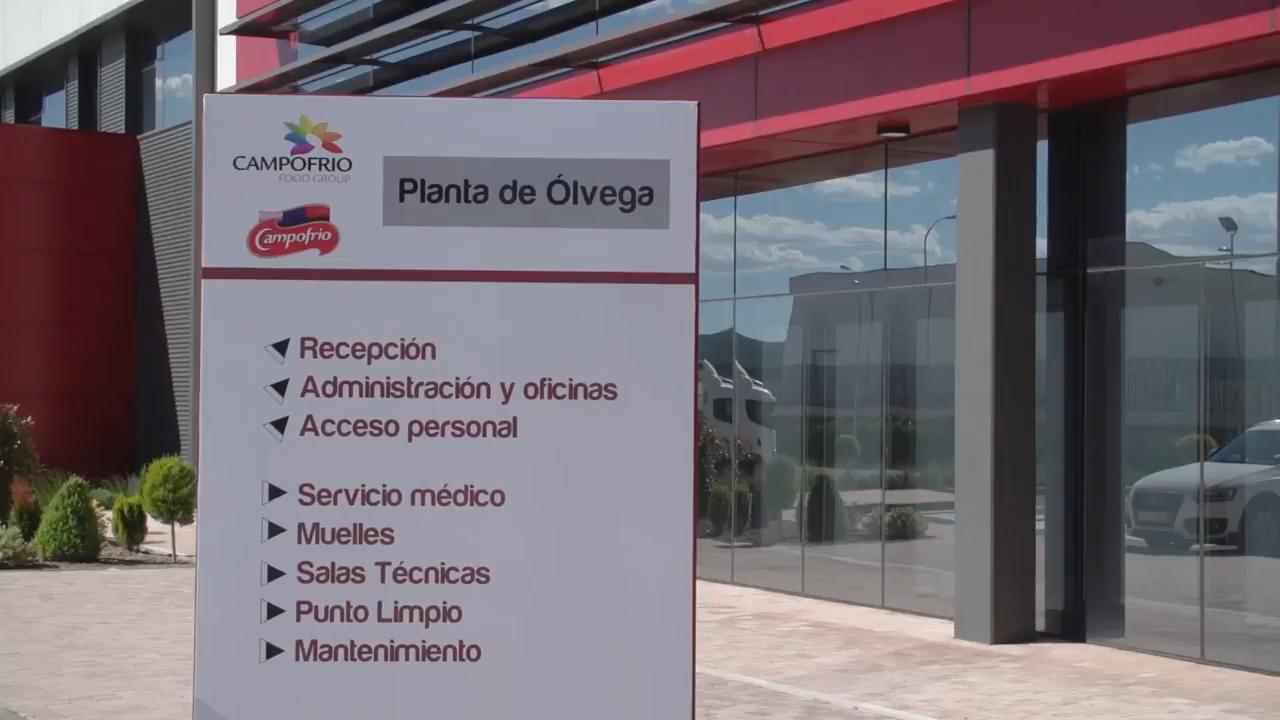 CAMPOFRIO
FOOD GROUP
Campofrío
Planta de Ólvega
Recepción
Administración y oficinas
Acceso personal
Servicio médico
Muelles
Salas Técnicas
Punto Limpio
Mantenimiento